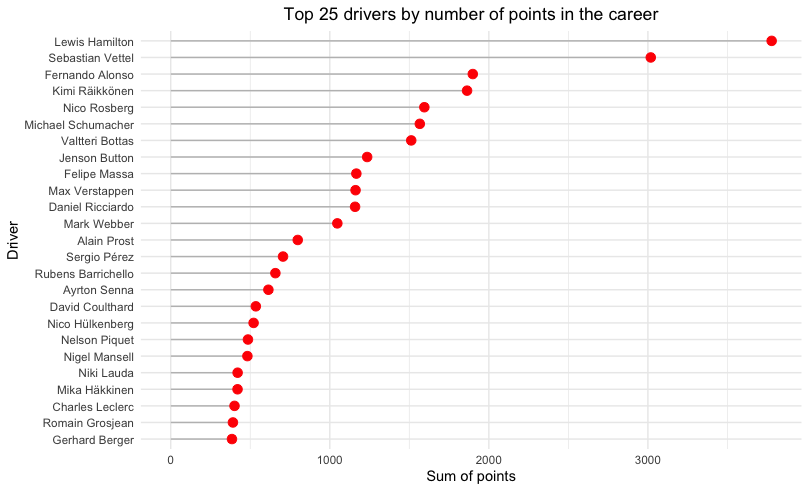 Top 25 drivers by number of points in the career
Lewis Hamilton
Sebastian Vettel
Fernando Alonso
Kimi Räikkönen
Nico Rosberg
Michael Schumacher
Valtteri Bottas
Jenson Button
Felipe Massa
Max Verstappen
Daniel Ricciardo
Mark Webber
Alain Prost
Sergio Pérez
Rubens Barrichello
Ayrton Senna
David Coulthard
Nico Hülkenberg
Nelson Piquet
Nigel Mansell
Niki Lauda
Mika Häkkinen
Charles Leclerc
Romain Grosjean
Gerhard Berger
Driver
0 1000 2000 3000
Sum of points